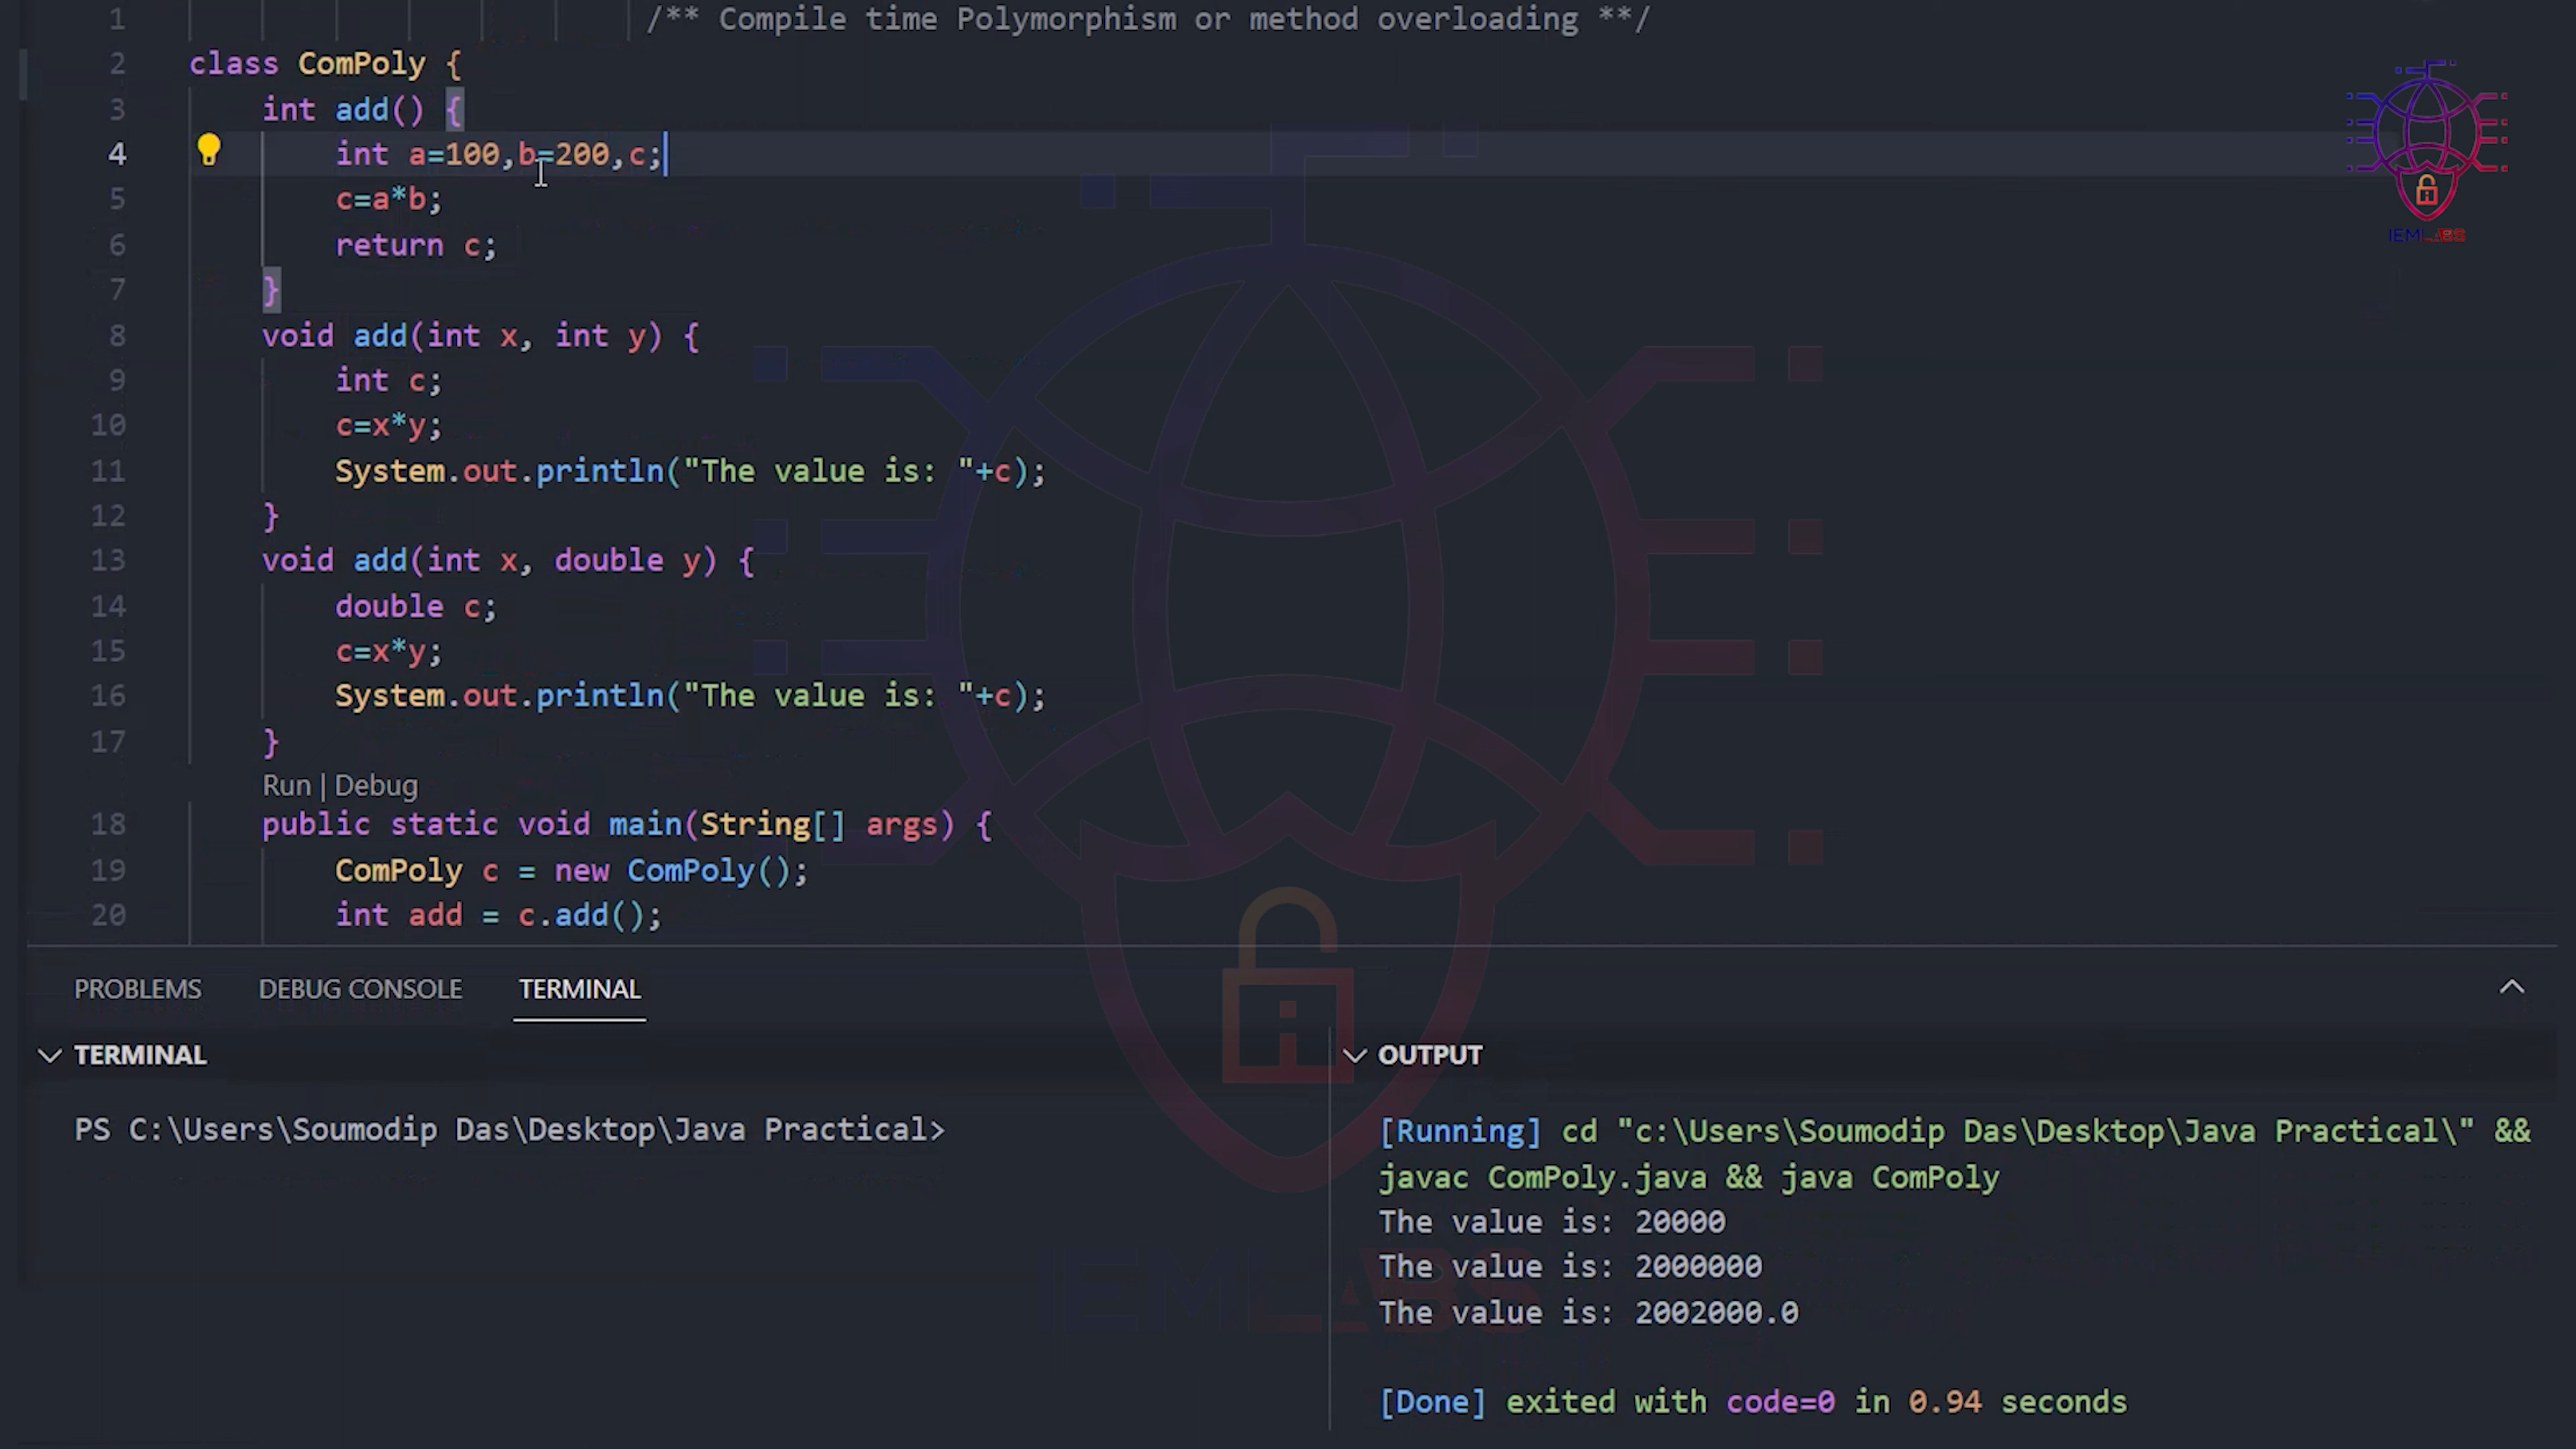 1 /** Compile time Polymorphism or method overloading **/
2 class ComPoly {
3 int add() {
4 int a=100,b=200,c;
5 c=a*b;
6 return c;
7 }
8 void add(int x, int y) {
9 int c;
10 c=x*y;
11 System.out.println("The value is: "+c);
12 }
13 void add(int x, double y) {
14 double c;
15 c=x*y;
16 System.out.println("The value is: "+c);
17 }
Run | Debug
18 public static void main(String[] args) {
19 ComPoly c = new ComPoly();
20 int add = c.add();
IEMLABS
PROBLEMS DEBUG CONSOLE TERMINAL
TERMINAL
PS C:\Users\Soumodip Das\Desktop\Java Practical>
OUTPUT
[Running] cd "c:\Users\Soumodip Das\Desktop\Java Practical\" &&
javac ComPoly.java && java ComPoly
The value is: 20000
The value is: 2000000
The value is: 2002000.0
[Done] exited with code=0 in 0.94 seconds
IEMLABS